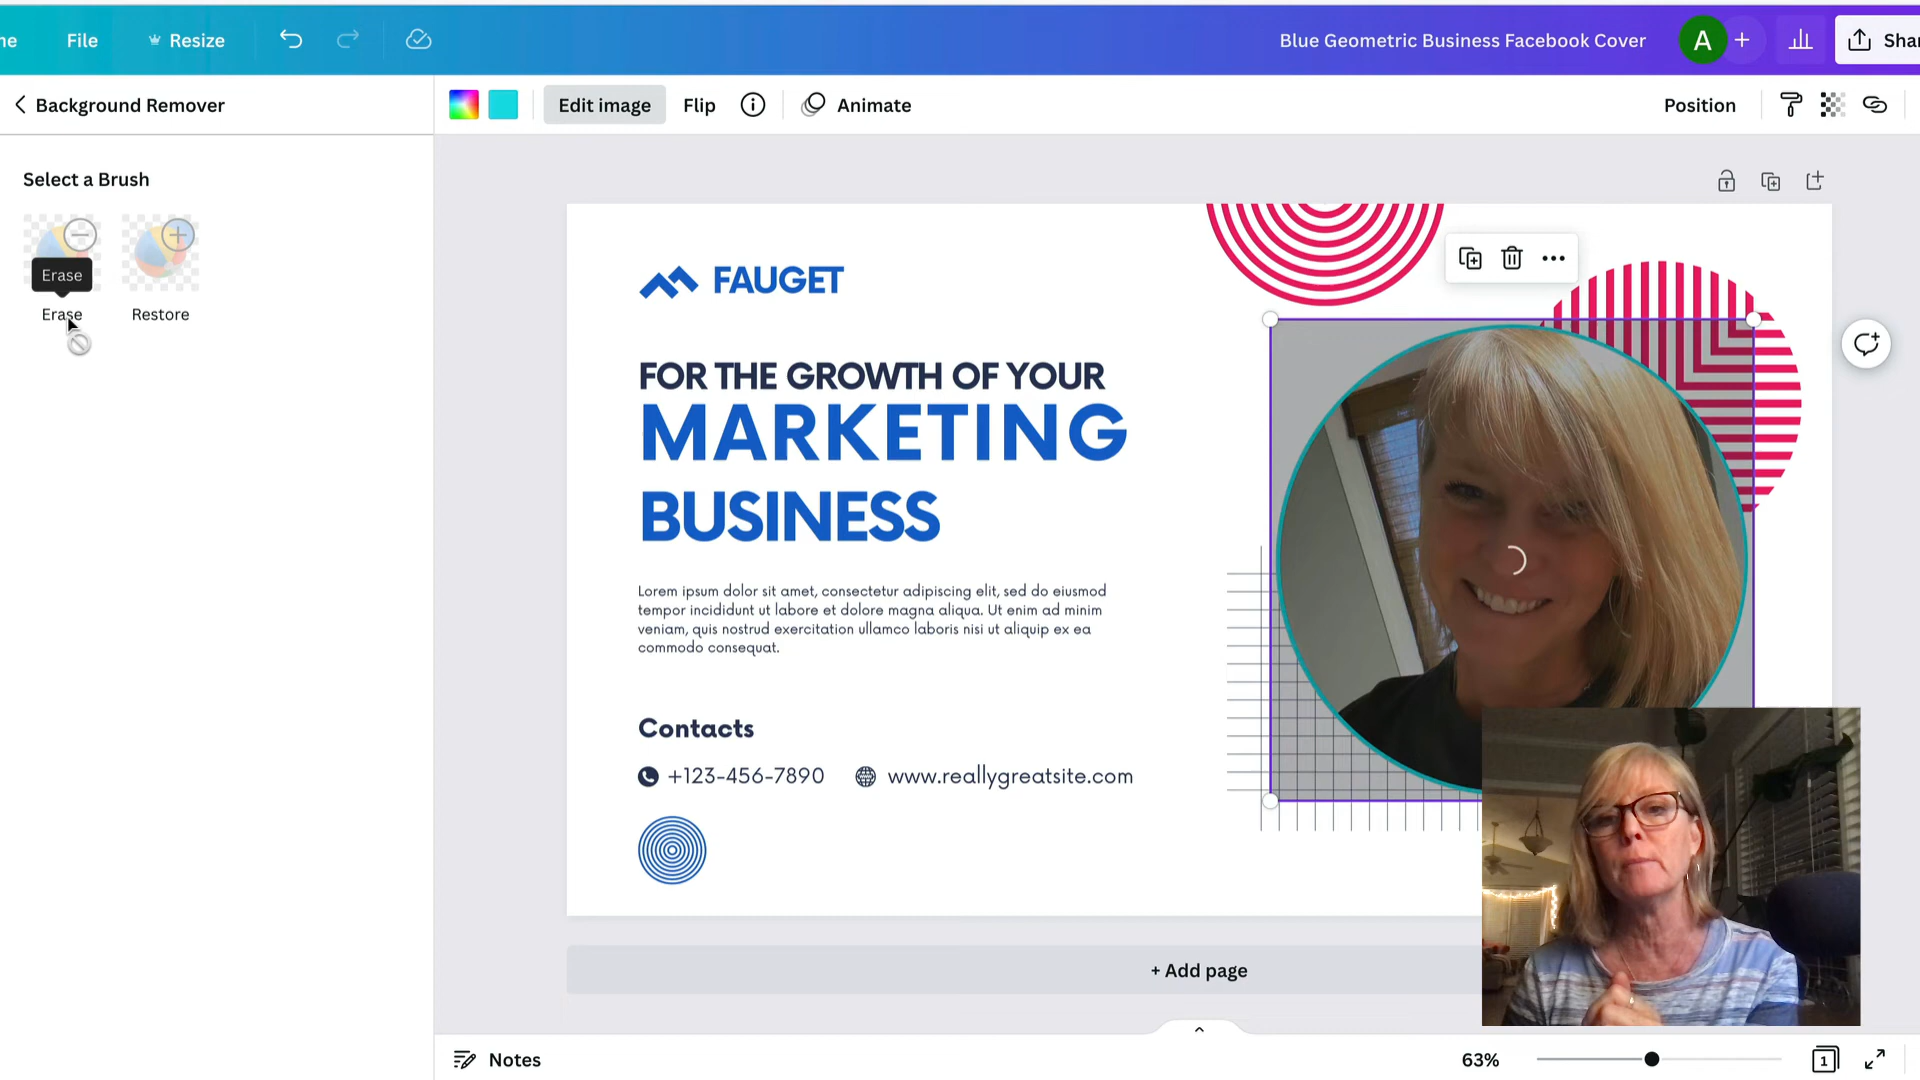 ne File Resize Blue Geometric Business Facebook Cover A + Shar
Background Remover Edit image Flip Animate Position
Select a Brush
Erase
Erase Restore
FAUGET
FOR THE GROWTH OF YOUR
MARKETING
BUSINESS
Lorem ipsum dolor sit amet, consectetur adipiscing elit, sed do eiusmod
tempor incididunt ut labore et dolore magna aliqua. Ut enim ad minim
veniam, quis nostrud exercitation ullamco laboris nisi ut aliquip ex ea
commodo consequat.
Contacts
+123-456-7890 www.reallygreatsite.com
+ Add page
Notes 63% 1